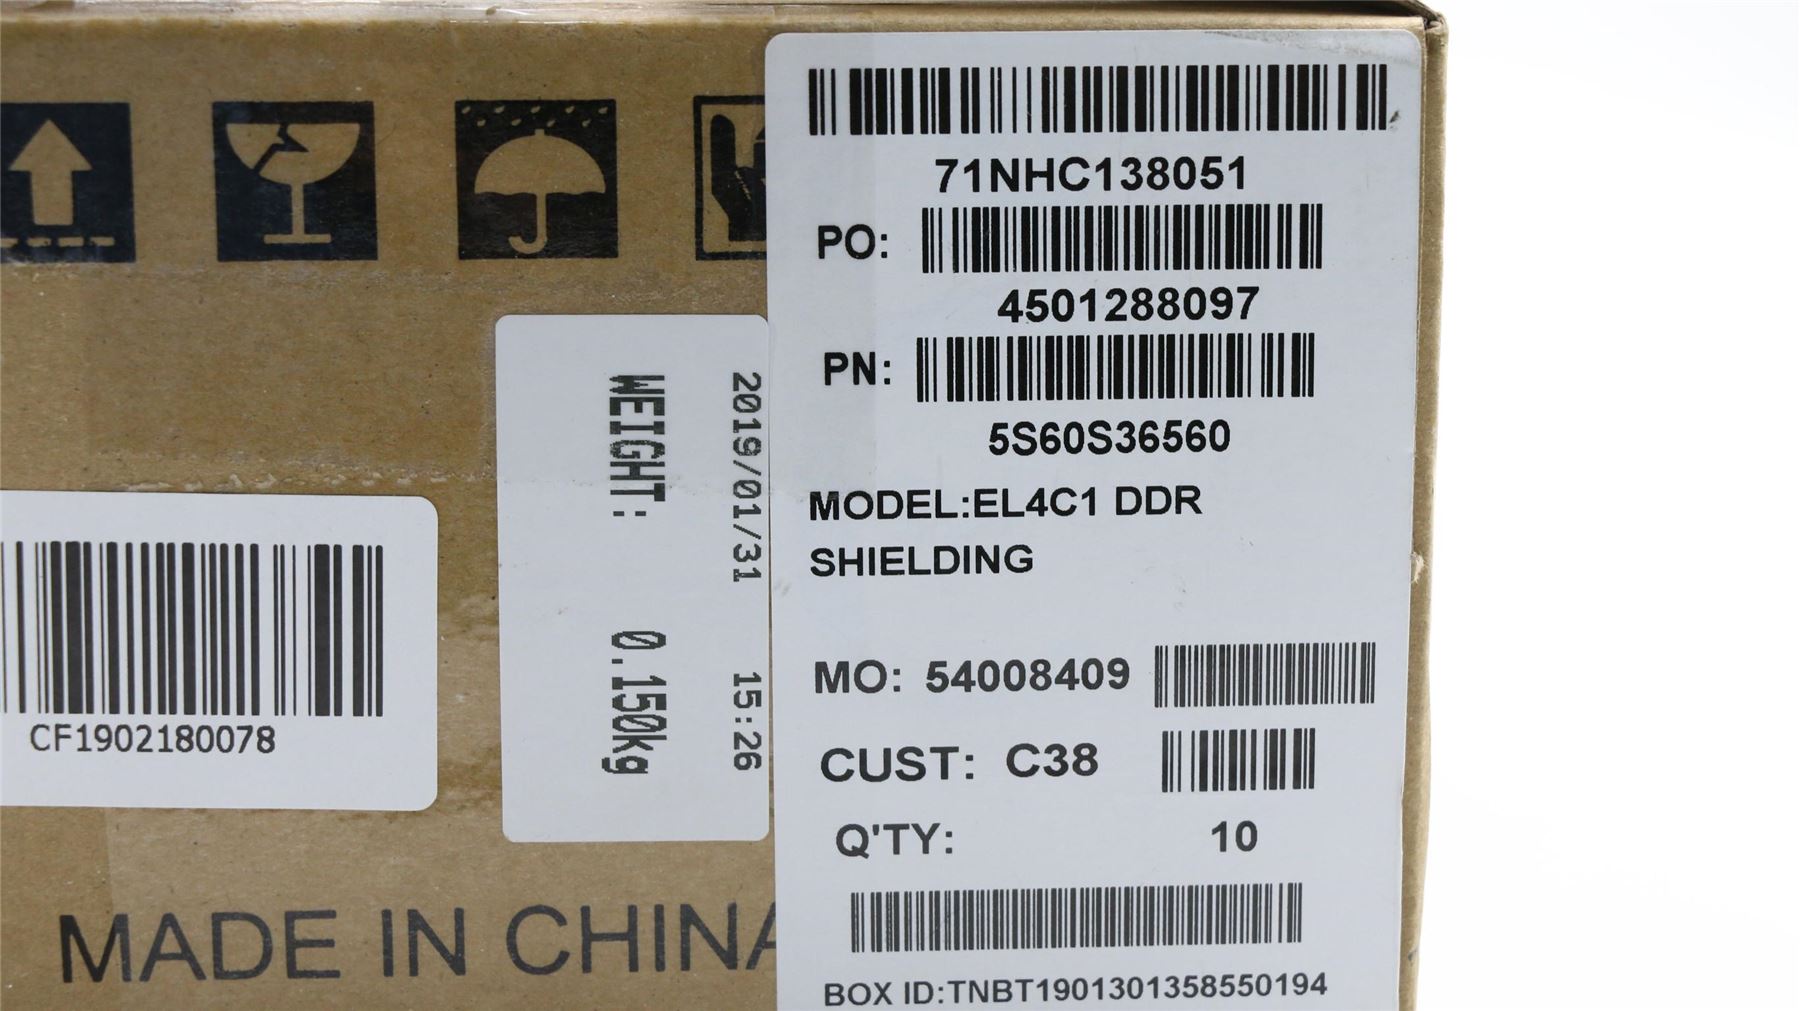 71NHC138051
PO:
4501288097
PN:
5S60S36560
MODEL:EL4C1 DDR
SHIELDING
MO: 54008409
CUST: C38
Q'TY: 10
BOX ID:TNBT1901301358550194
2019/01/31 15:26
WEIGHT: 0.150kg
CF1902180078
MADE IN CHINA